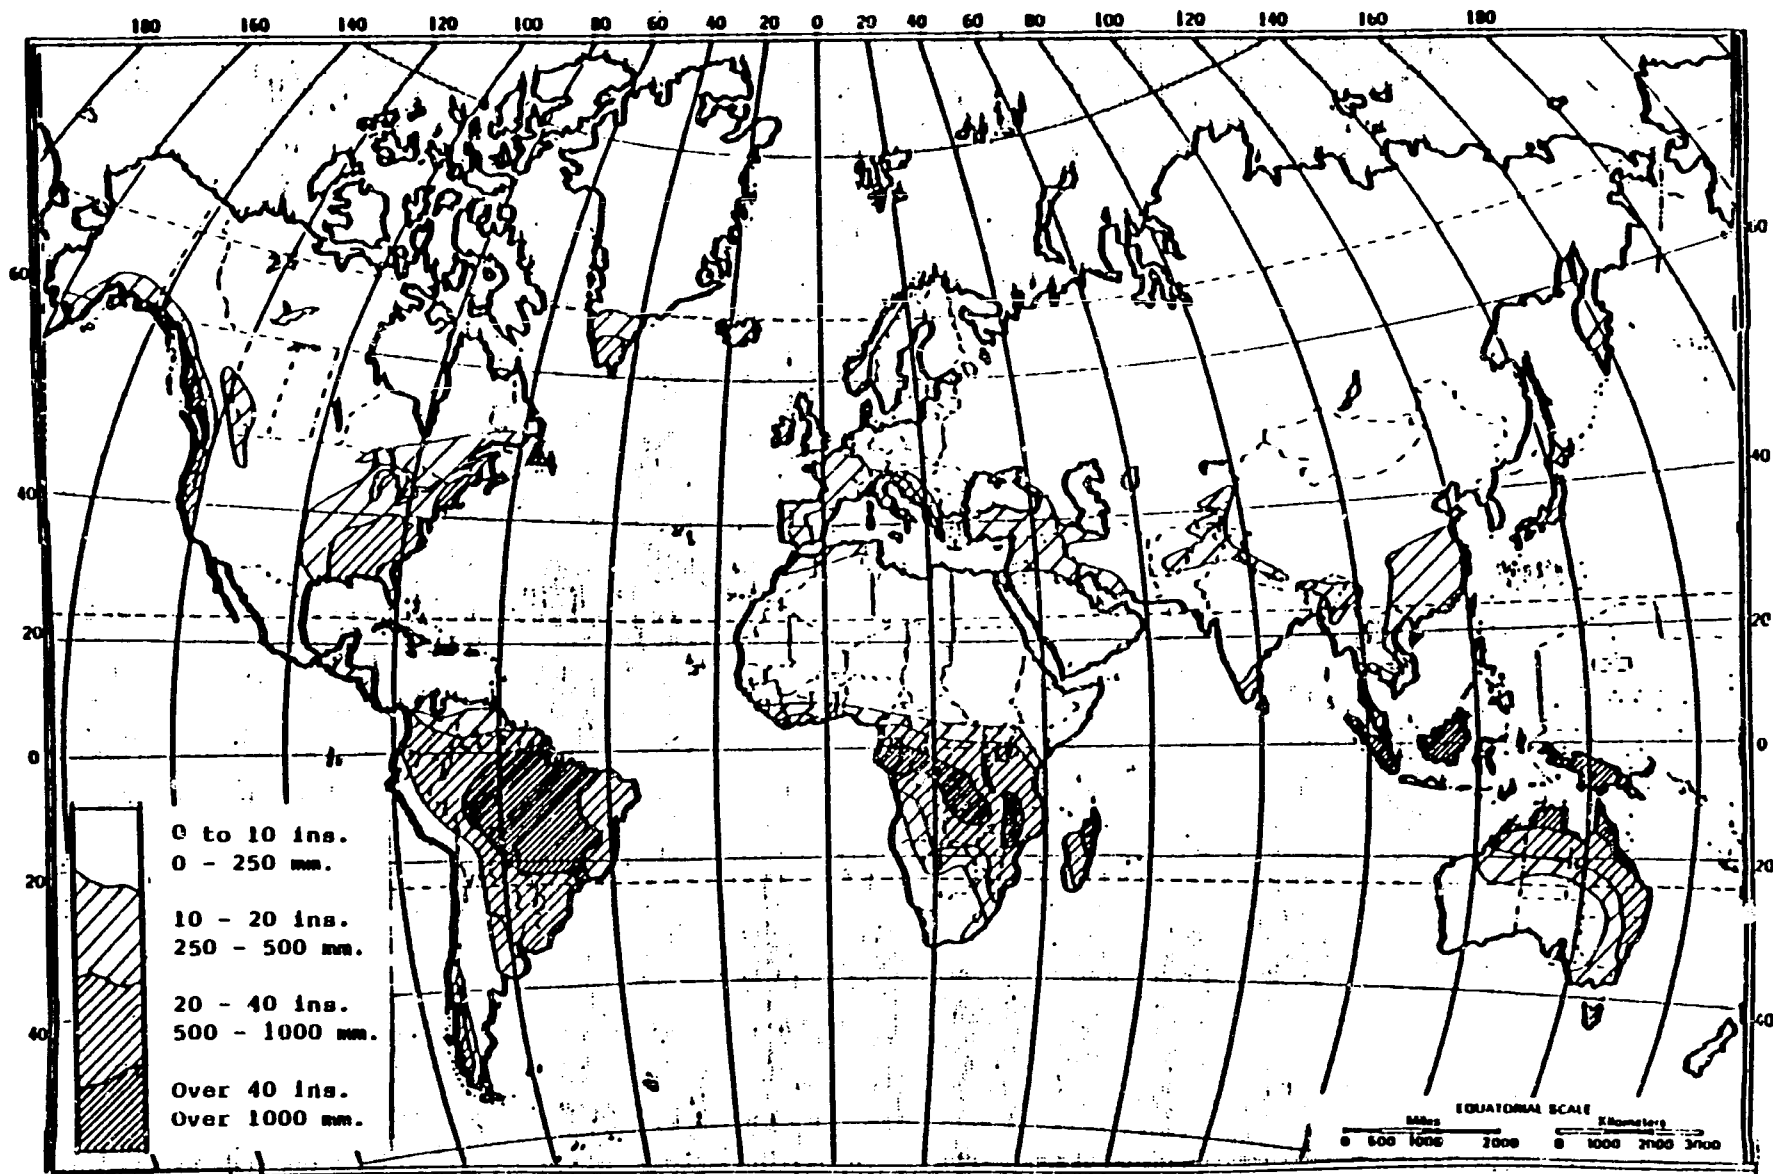 180 160 140 120 100 80 60 40 20 0 20 40 60 80 100 120 140 160 180
60 60
40 40
20 20
0 0
20 20
40 40
0 to 10 ins.
0 - 250 mm.
10 - 20 ins.
250 - 500 mm.
20 - 40 ins.
500 - 1000 mm.
Over 40 ins.
Over 1000 mm.
EQUATORIAL SCALE
Miles Kilometers
0 500 1000 2000 0 1000 2000 3000